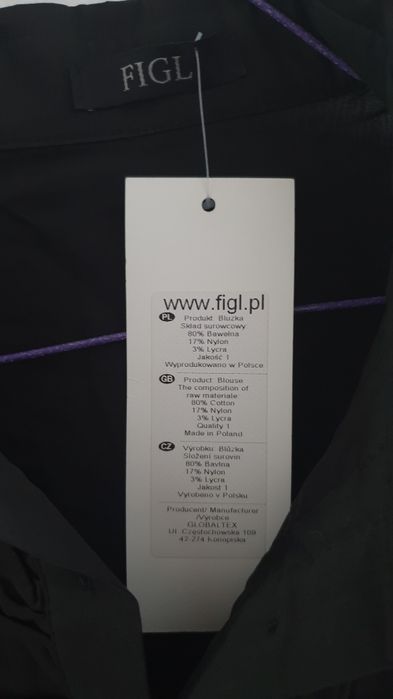 FIGL
www.figl.pl
PL Produkt: Bluzka
Skład surowcowy:
80% Bawełna
17% Nylon
3% Lycra
Jakość 1
Wyprodukowano w Polsce
GB Product: Blouse
The composition of
raw materiale
80% Cotton
17% Nylon
3% Lycra
Quality 1
Made in Poland
CZ Výrobku: Blůzka
Složení surovin
80% Bavlna
17% Nylon
3% Lycra
Jakost 1
Vyrobeno v Polsku
Producent/ Manufacturer
/Výrobce
GLOBALTEX
Ul. Częstochowska 109
42-274 Konopiska